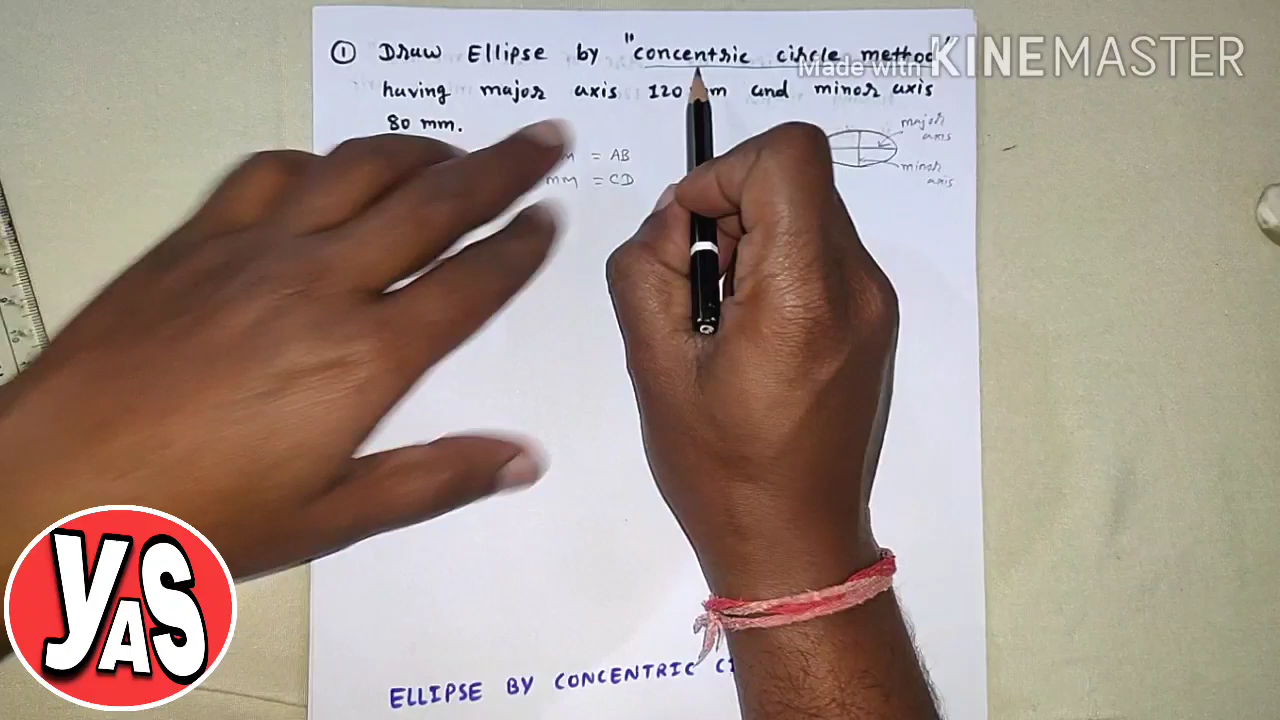 ① Draw Ellipse by "concentric circle method"
Made with KINEMASTER
having major axis 120 mm and minor axis
80 mm.
major axis
= AB
minor axis
mm = CD
YAS
ELLIPSE BY CONCENTRIC